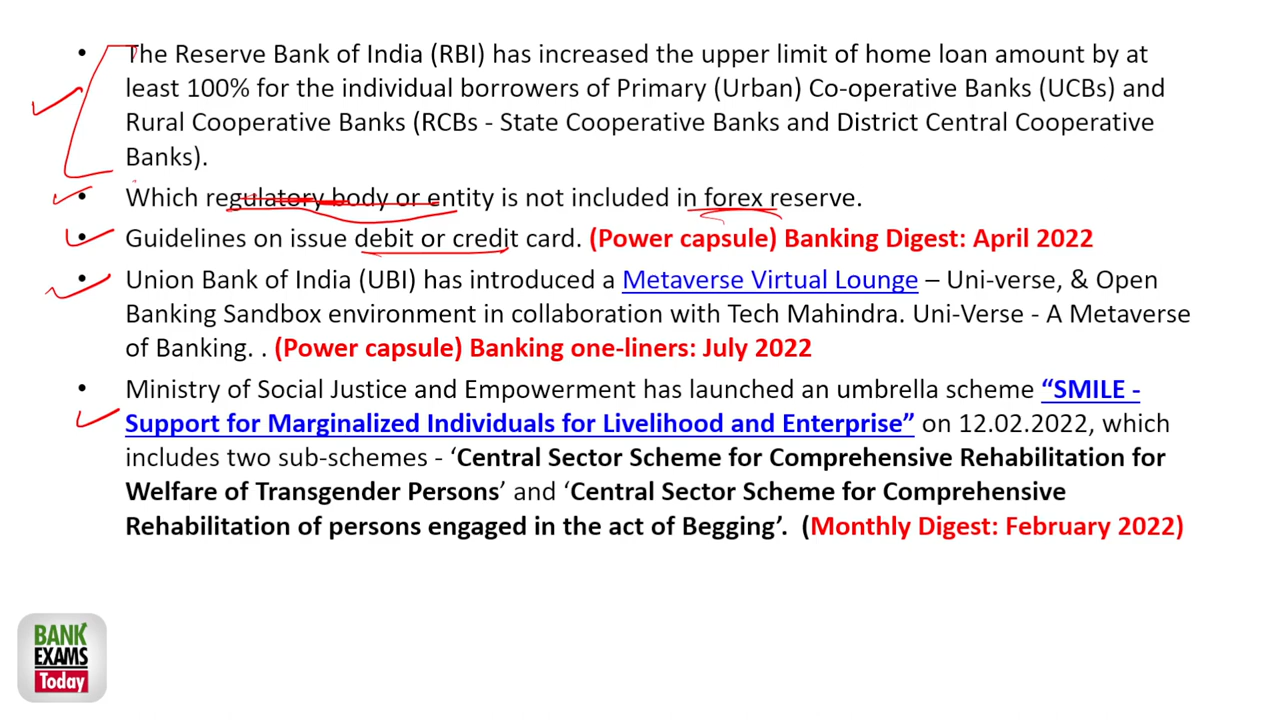 • The Reserve Bank of India (RBI) has increased the upper limit of home loan amount by at
least 100% for the individual borrowers of Primary (Urban) Co-operative Banks (UCBs) and
Rural Cooperative Banks (RCBs - State Cooperative Banks and District Central Cooperative
Banks).
• Which regulatory body or entity is not included in forex reserve.
• Guidelines on issue debit or credit card. (Power capsule) Banking Digest: April 2022
• Union Bank of India (UBI) has introduced a Metaverse Virtual Lounge – Uni-verse, & Open
Banking Sandbox environment in collaboration with Tech Mahindra. Uni-Verse - A Metaverse
of Banking. . (Power capsule) Banking one-liners: July 2022
• Ministry of Social Justice and Empowerment has launched an umbrella scheme “SMILE -
Support for Marginalized Individuals for Livelihood and Enterprise” on 12.02.2022, which
includes two sub-schemes - ‘Central Sector Scheme for Comprehensive Rehabilitation for
Welfare of Transgender Persons’ and ‘Central Sector Scheme for Comprehensive
Rehabilitation of persons engaged in the act of Begging’. (Monthly Digest: February 2022)
BANK
EXAMS
Today